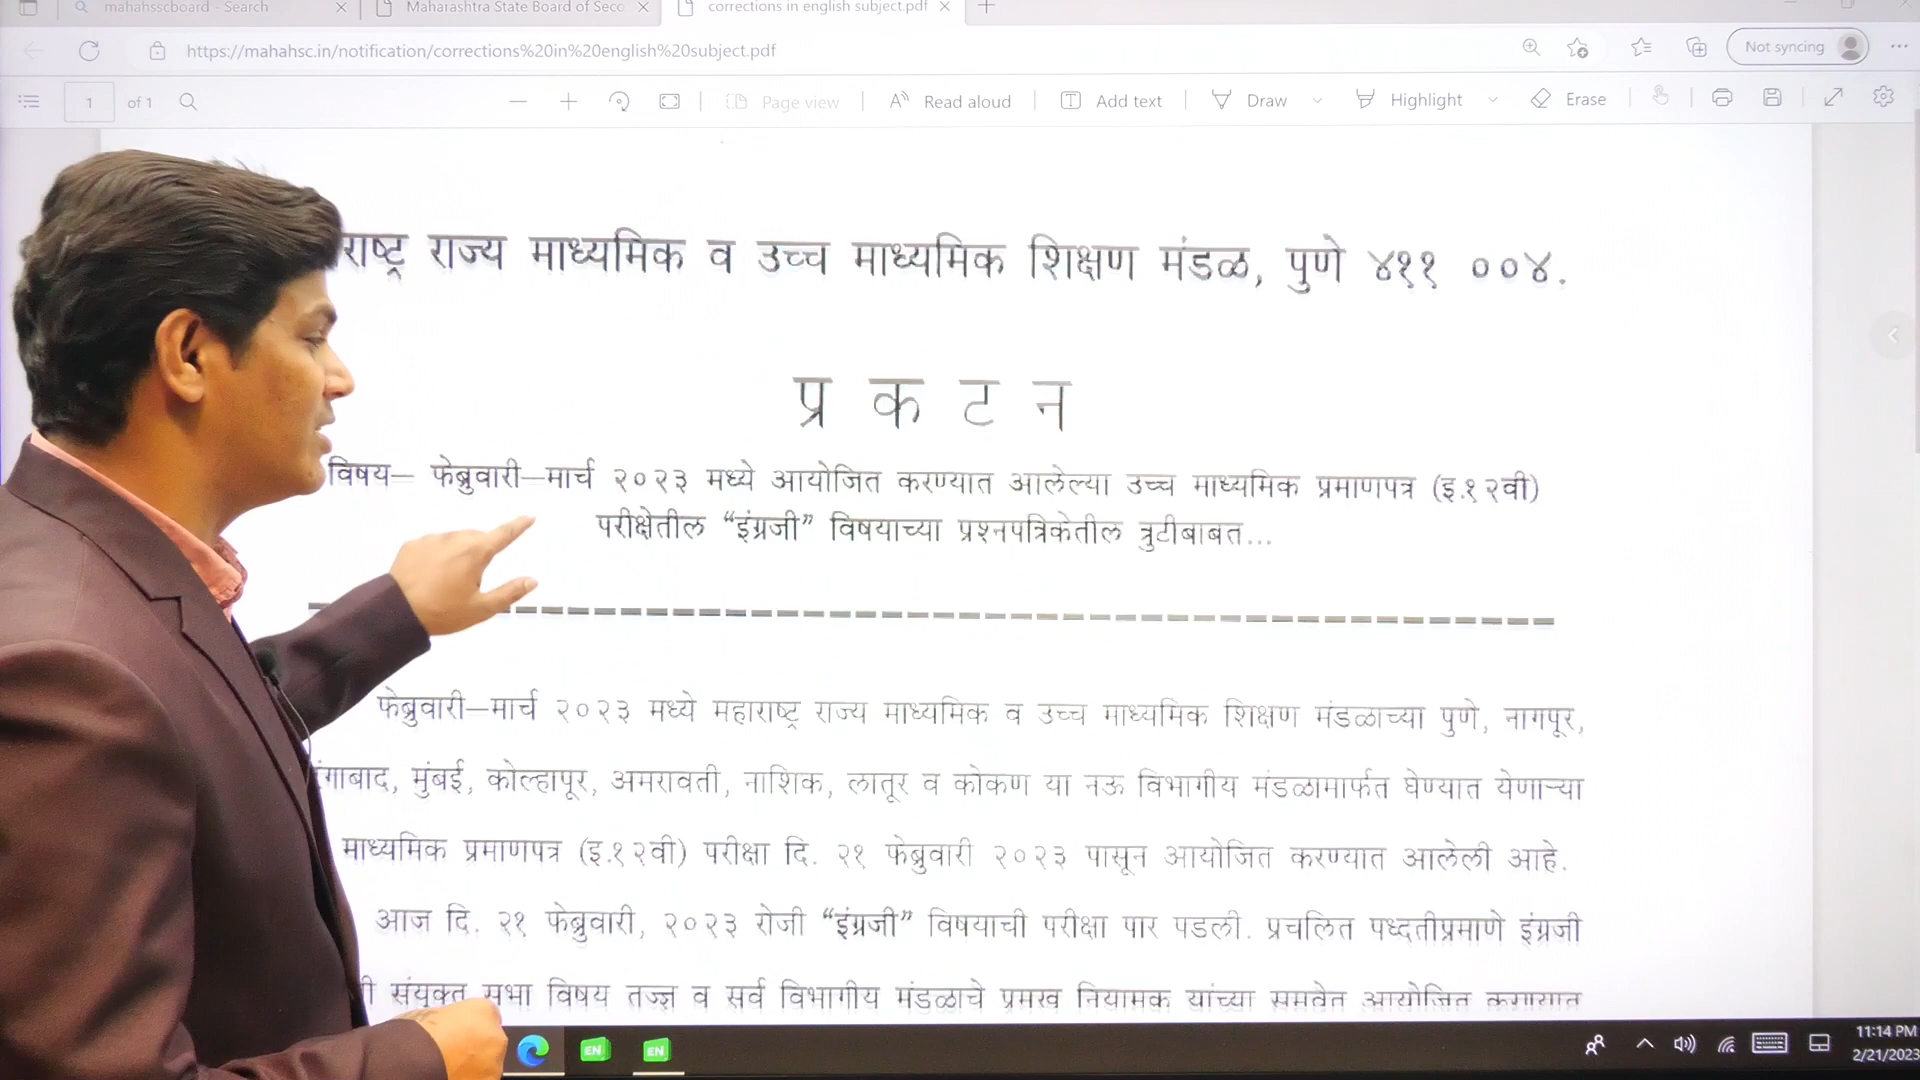 mahahsscboard - Search
Maharashtra State Board of Seco
corrections in english subject.pdf
https://mahahsc.in/notification/corrections%20in%20english%20subject.pdf
Not syncing
1 of 1
Page view
Read aloud
Add text
Draw
Highlight
Erase
राष्ट्र राज्य माध्यमिक व उच्च माध्यमिक शिक्षण मंडळ, पुणे ४११ ००४.
प्र क ट न
विषय– फेब्रुवारी–मार्च २०२३ मध्ये आयोजित करण्यात आलेल्या उच्च माध्यमिक प्रमाणपत्र (इ.१२वी)
परीक्षेतील “इंग्रजी” विषयाच्या प्रश्नपत्रिकेतील त्रुटीबाबत...
फेब्रुवारी–मार्च २०२३ मध्ये महाराष्ट्र राज्य माध्यमिक व उच्च माध्यमिक शिक्षण मंडळाच्या पुणे, नागपूर,
ंगाबाद, मुंबई, कोल्हापूर, अमरावती, नाशिक, लातूर व कोकण या नऊ विभागीय मंडळामार्फत घेण्यात येणाऱ्या
माध्यमिक प्रमाणपत्र (इ.१२वी) परीक्षा दि. २१ फेब्रुवारी २०२३ पासून आयोजित करण्यात आलेली आहे.
आज दि. २१ फेब्रुवारी, २०२३ रोजी “इंग्रजी” विषयाची परीक्षा पार पडली. प्रचलित पध्दतीप्रमाणे इंग्रजी
ी संयुक्त सभा विषय तज्ज्ञ व सर्व विभागीय मंडळाचे प्रमुख नियामक यांच्या समवेत आयोजित करण्यात
EN
EN
11:14 PM
2/21/2023